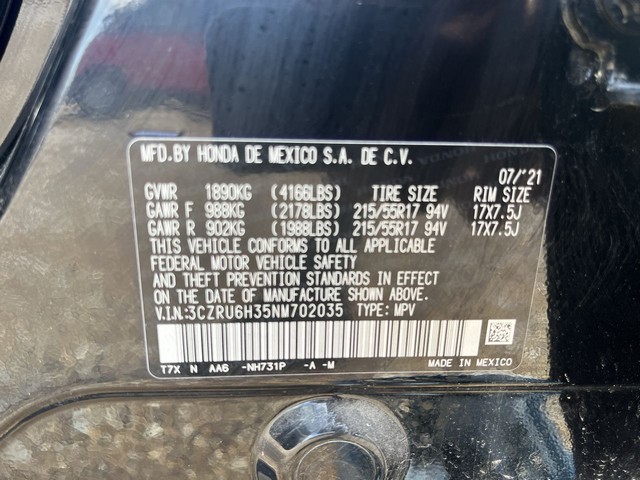 MFD.BY HONDA DE MEXICO S.A. DE C.V.
07/'21
GVWR 1890KG (4166LBS) TIRE SIZE RIM SIZE
GAWR F 988KG (2178LBS) 215/55R17 94V 17X7.5J
GAWR R 902KG (1988LBS) 215/55R17 94V 17X7.5J
THIS VEHICLE CONFORMS TO ALL APPLICABLE
FEDERAL MOTOR VEHICLE SAFETY
AND THEFT PREVENTION STANDARDS IN EFFECT
ON THE DATE OF MANUFACTURE SHOWN ABOVE.
V.I.N:3CZRU6H35NM702035 TYPE: MPV
T7X N AA6 -NH731P -A -M MADE IN MEXICO